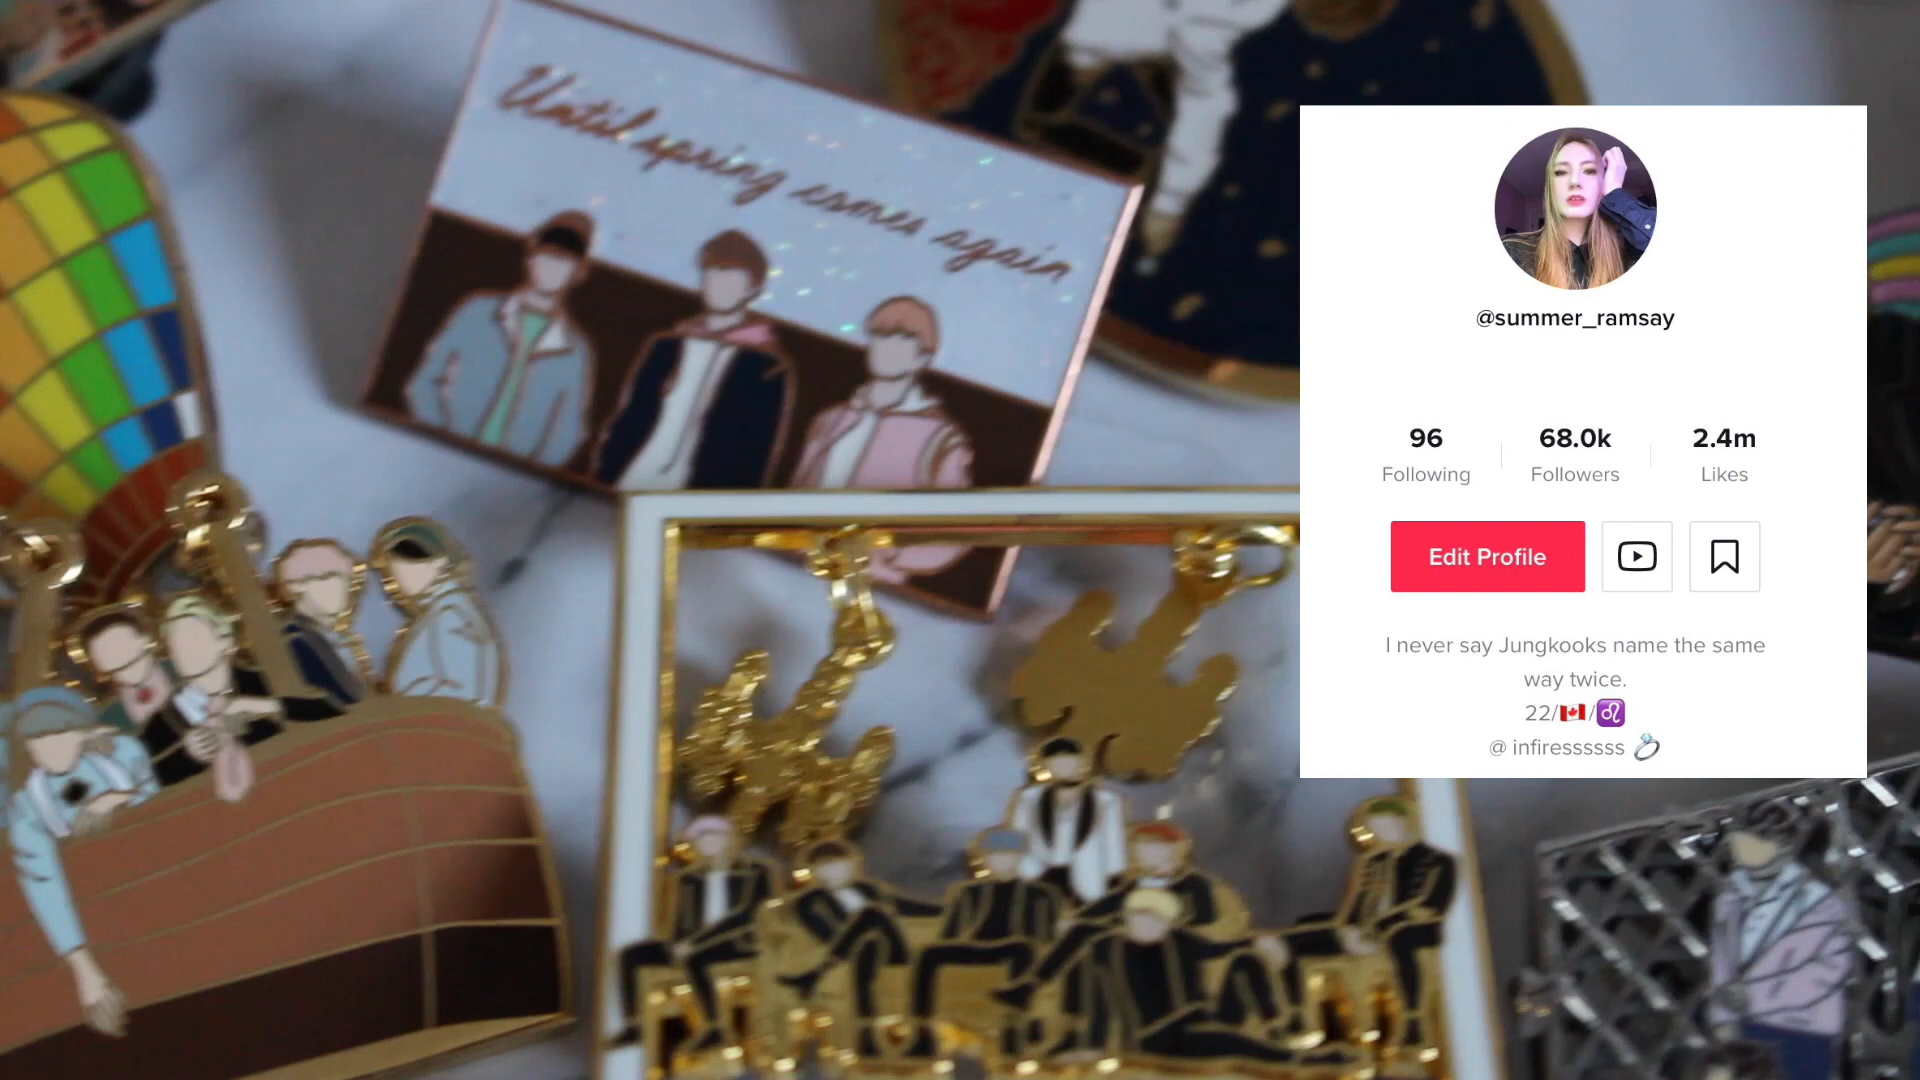 Until spring comes again
@summer_ramsay
96
68.0k
2.4m
Following
Followers
Likes
Edit Profile
I never say Jungkooks name the same
way twice.
22/🇨🇦/♌
@ infiressssss 💍